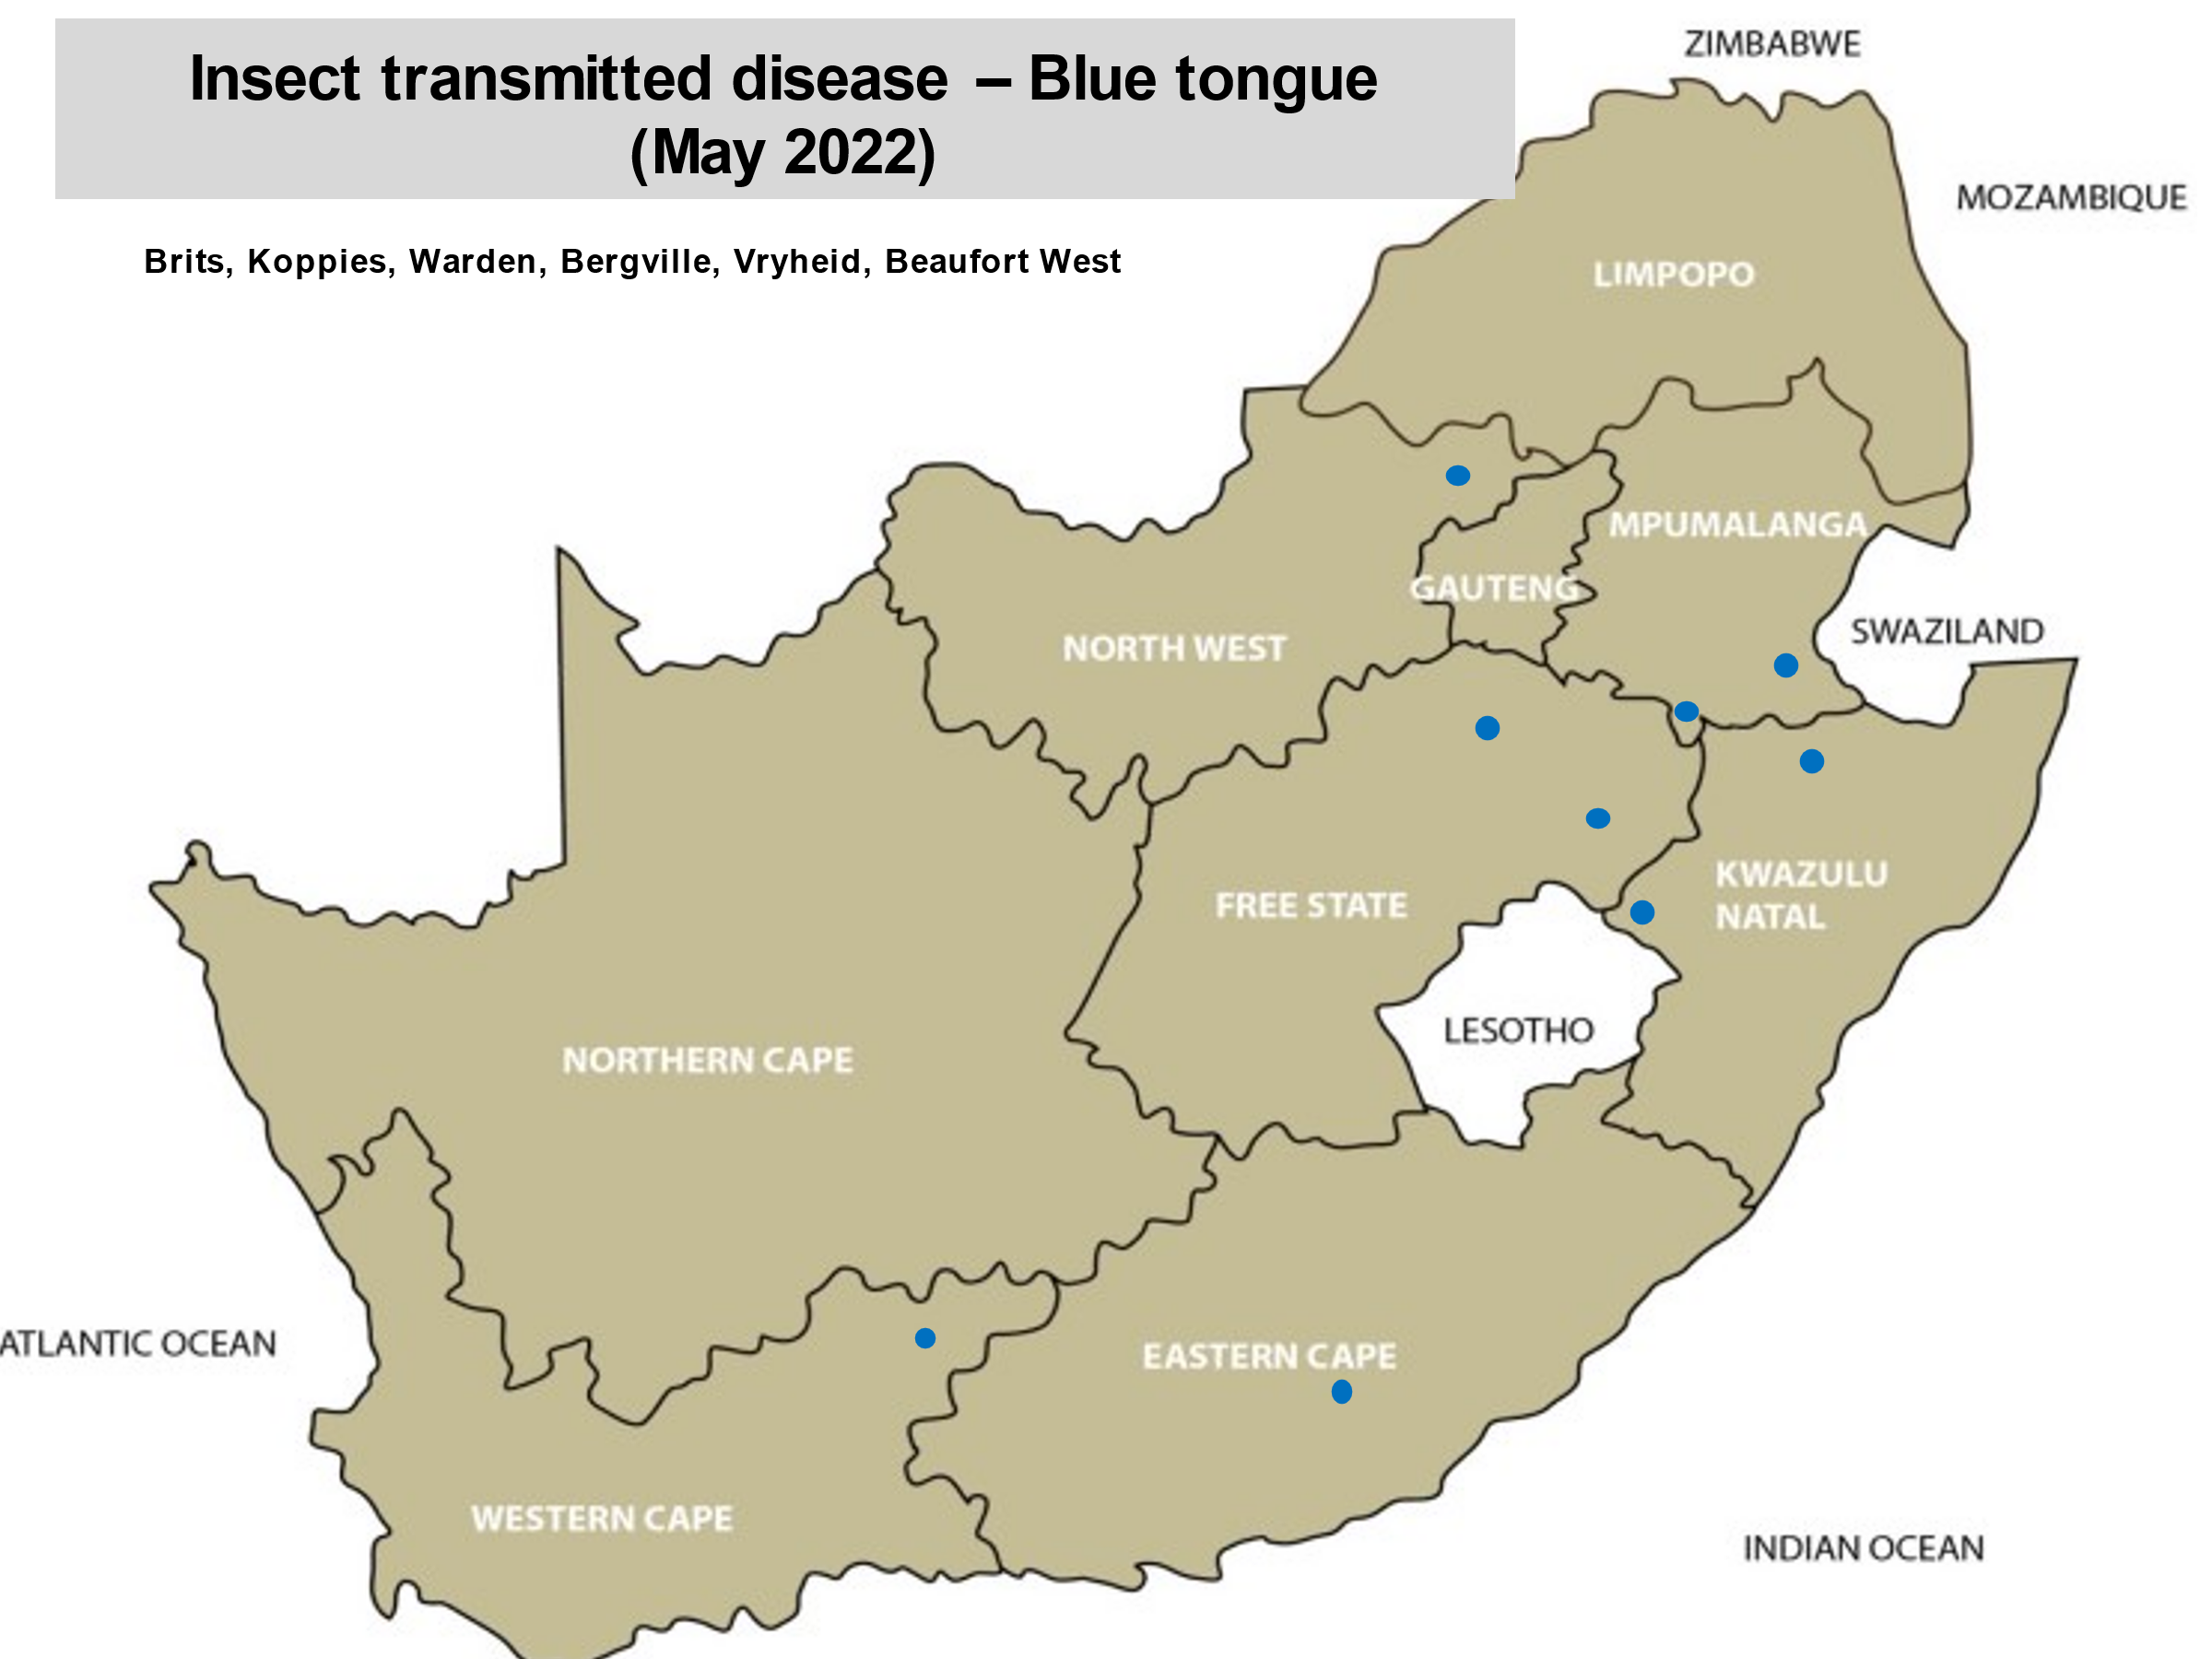 Insect transmitted disease – Blue tongue
(May 2022)
Brits, Koppies, Warden, Bergville, Vryheid, Beaufort West
ZIMBABWE
MOZAMBIQUE
LIMPOPO
MPUMALANGA
GAUTENG
SWAZILAND
NORTH WEST
KWAZULU
NATAL
FREE STATE
LESOTHO
NORTHERN CAPE
ATLANTIC OCEAN
EASTERN CAPE
WESTERN CAPE
INDIAN OCEAN